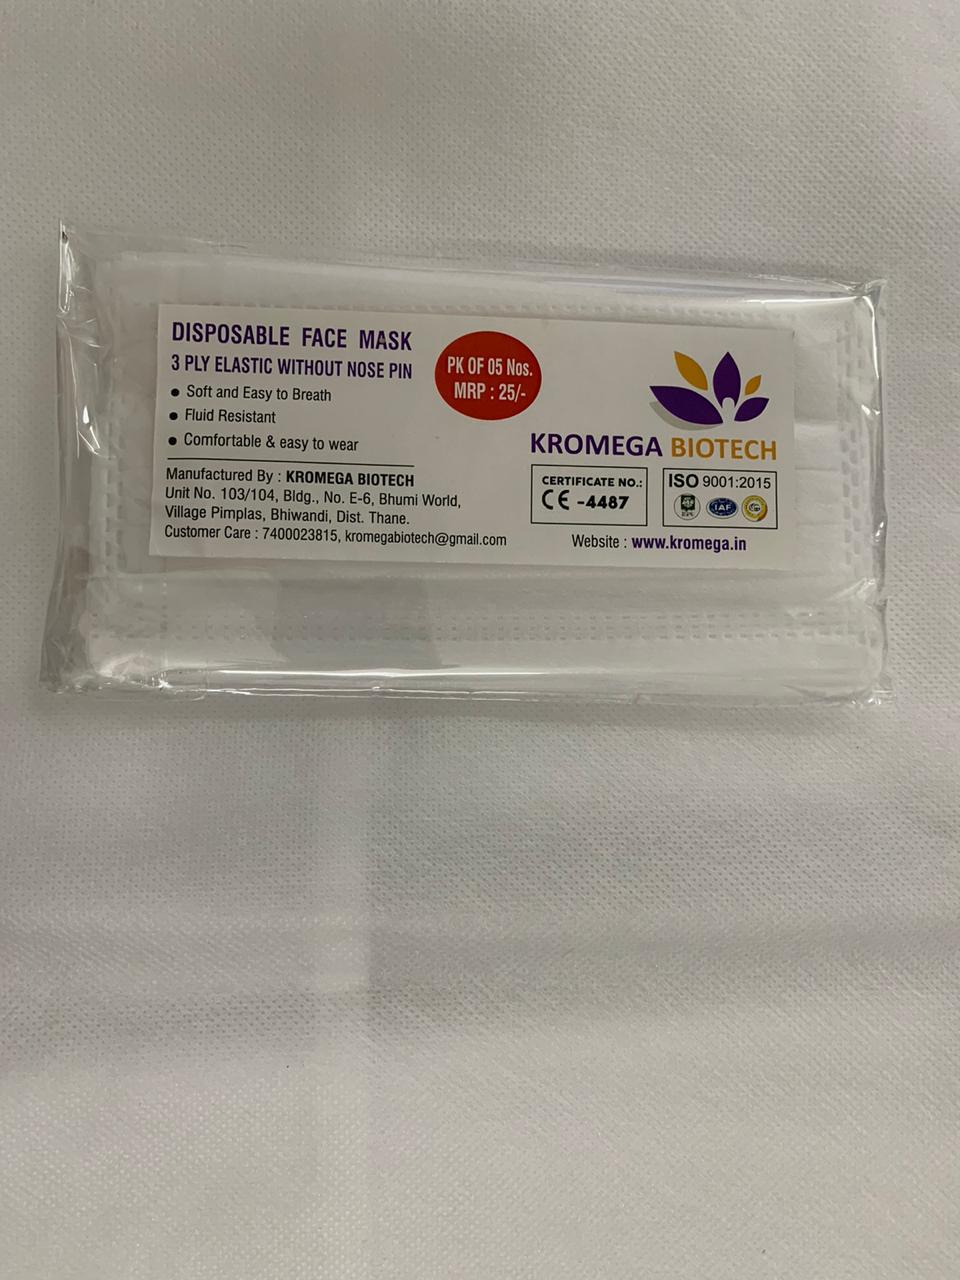 DISPOSABLE FACE MASK
3 PLY ELASTIC WITHOUT NOSE PIN
• Soft and Easy to Breath
• Fluid Resistant
• Comfortable & easy to wear
PK OF 05 Nos.
MRP : 25/-
KROMEGA BIOTECH
Manufactured By : KROMEGA BIOTECH
Unit No. 103/104, Bldg., No. E-6, Bhumi World,
Village Pimplas, Bhiwandi, Dist. Thane.
Customer Care : 7400023815, kromegabiotech@gmail.com
CERTIFICATE NO.:
CE -4487
ISO 9001:2015
IAF
Website : www.kromega.in